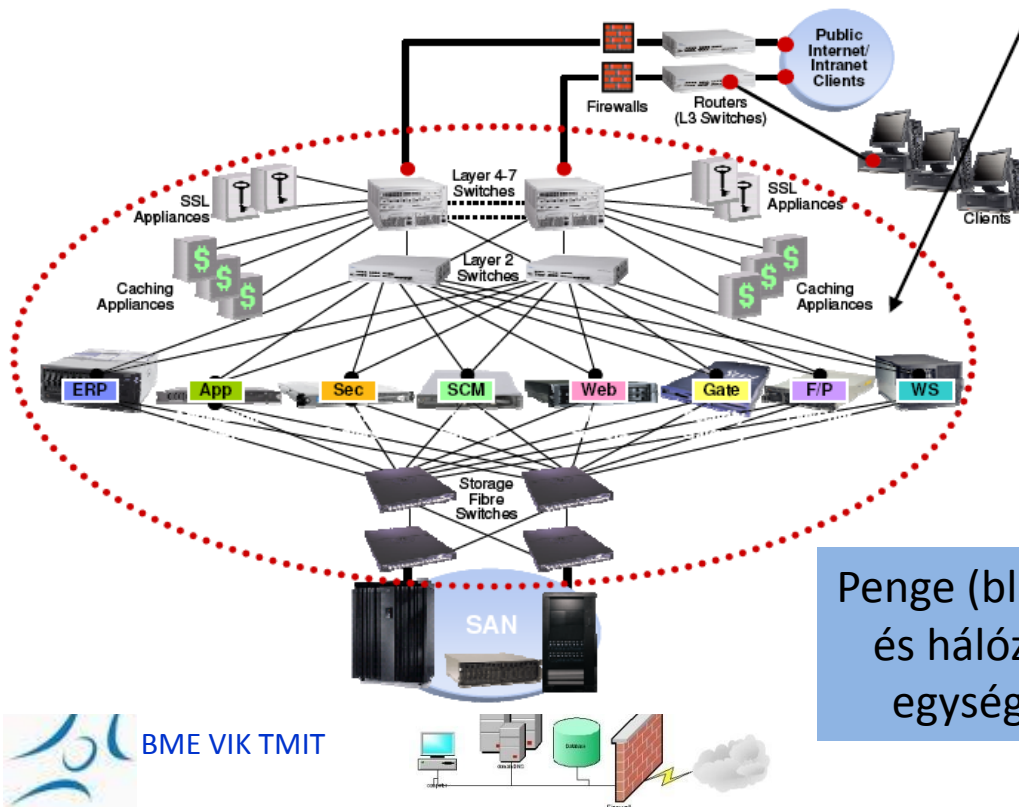 Public
Internet/
Intranet
Clients
Firewalls
Routers
(L3 Switches)
Clients
Layer 4-7
Switches
SSL
Appliances
SSL
Appliances
Layer 2
Switches
Caching
Appliances
Caching
Appliances
ERP
App
Sec
SCM
Web
Gate
F/P
WS
Storage
Fibre
Switches
SAN
Penge (bl
és hálóz
egység
BME VIK TMIT